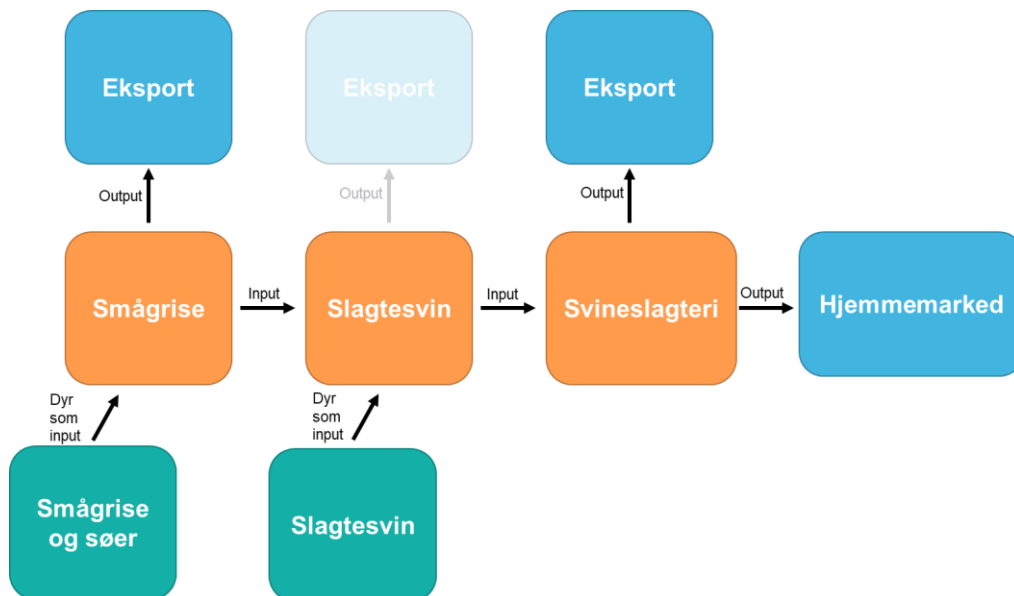 Eksport
Eksport
Eksport
Output
Output
Output
Smågrise
Input
Slagtesvin
Input
Svineslagteri
Output
Hjemmemarked
Dyr
som
input
Dyr
som
input
Smågrise
og søer
Slagtesvin